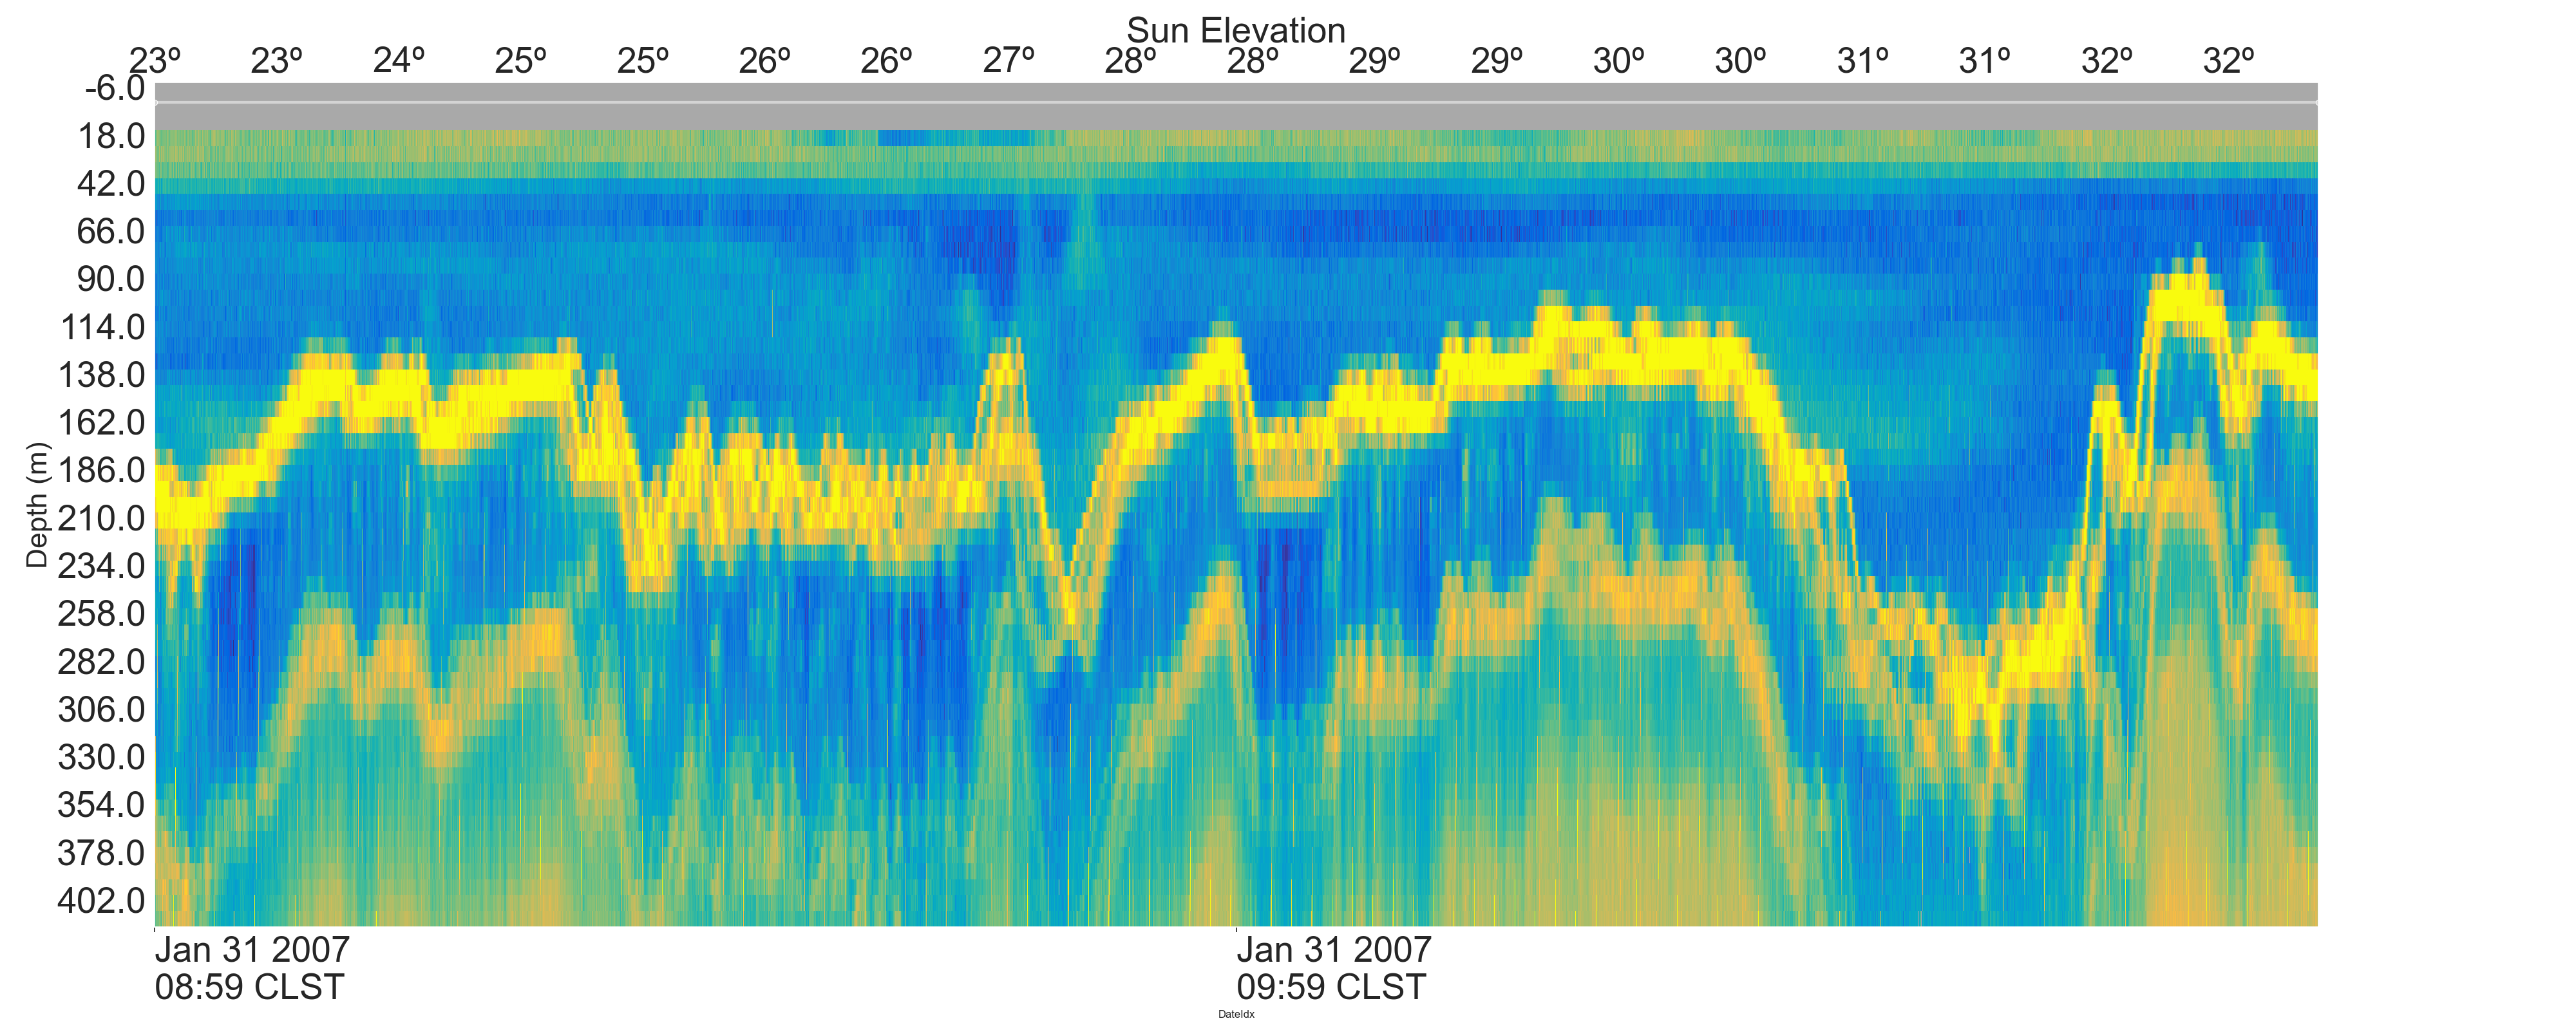 Sun Elevation
23º 23º 24º 25º 25º 26º 26º 27º 28º 28º 29º 29º 30º 30º 31º 31º 32º 32º
-6.0
18.0
42.0
66.0
90.0
114.0
138.0
162.0
186.0
210.0
234.0
258.0
282.0
306.0
330.0
354.0
378.0
402.0
Depth (m)
Jan 31 2007
08:59 CLST
Jan 31 2007
09:59 CLST
DateIdx